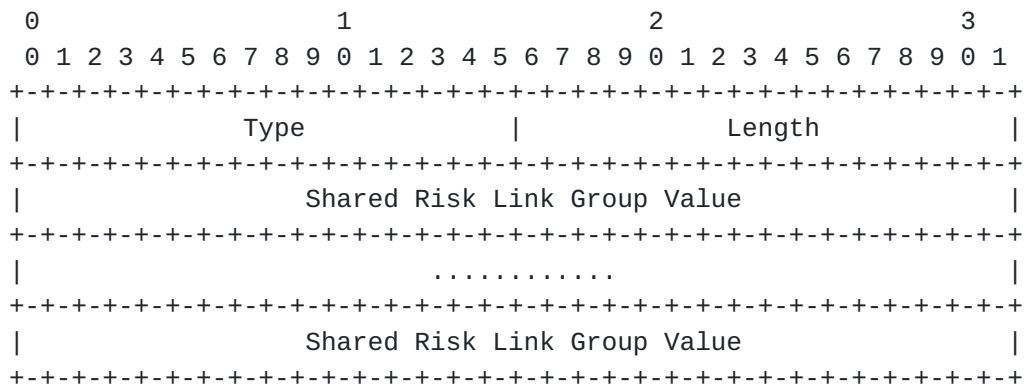 0                   1                   2                   3
 0 1 2 3 4 5 6 7 8 9 0 1 2 3 4 5 6 7 8 9 0 1 2 3 4 5 6 7 8 9 0 1
+-+-+-+-+-+-+-+-+-+-+-+-+-+-+-+-+-+-+-+-+-+-+-+-+-+-+-+-+-+-+-+-+
|              Type             |             Length            |
+-+-+-+-+-+-+-+-+-+-+-+-+-+-+-+-+-+-+-+-+-+-+-+-+-+-+-+-+-+-+-+-+
|                  Shared Risk Link Group Value                 |
+-+-+-+-+-+-+-+-+-+-+-+-+-+-+-+-+-+-+-+-+-+-+-+-+-+-+-+-+-+-+-+-+
|                          ............                         |
+-+-+-+-+-+-+-+-+-+-+-+-+-+-+-+-+-+-+-+-+-+-+-+-+-+-+-+-+-+-+-+-+
|                  Shared Risk Link Group Value                 |
+-+-+-+-+-+-+-+-+-+-+-+-+-+-+-+-+-+-+-+-+-+-+-+-+-+-+-+-+-+-+-+-+